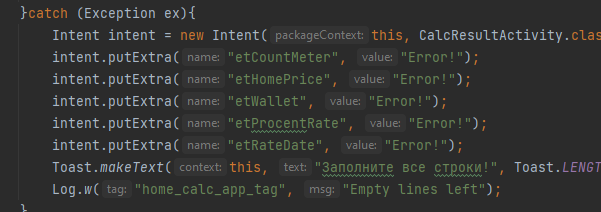 }catch (Exception ex){
Intent intent = new Intent( packageContext: this, CalcResultActivity.clas
intent.putExtra( name: "etCountMeter", value: "Error!");
intent.putExtra( name: "etHomePrice", value: "Error!");
intent.putExtra( name: "etWallet", value: "Error!");
intent.putExtra( name: "etProcentRate", value: "Error!");
intent.putExtra( name: "etRateDate", value: "Error!");
Toast.makeText( context: this, text: "Заполните все строки!", Toast.LENGT
Log.w( tag: "home_calc_app_tag", msg: "Empty lines left");
}